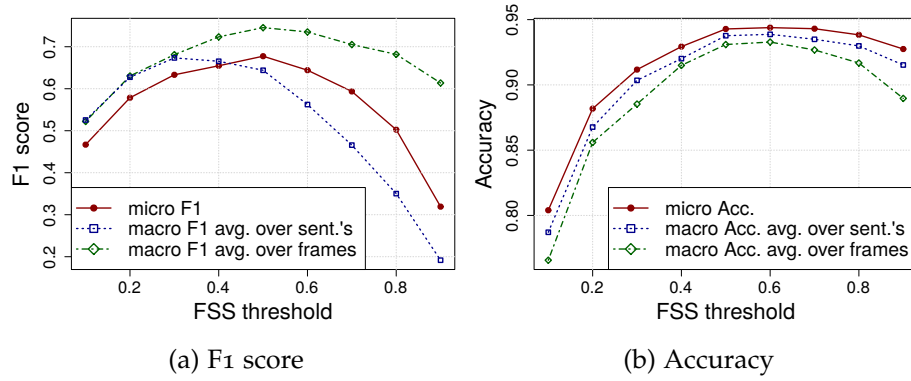 F1 score
0.7
0.6
0.5
0.4
0.3
0.2
micro F1
macro F1 avg. over sent.'s
macro F1 avg. over frames
0.2 0.4 0.6 0.8
FSS threshold
(a) F1 score
Accuracy
0.95
0.90
0.85
0.80
micro Acc.
macro Acc. avg. over sent.'s
macro Acc. avg. over frames
0.2 0.4 0.6 0.8
FSS threshold
(b) Accuracy